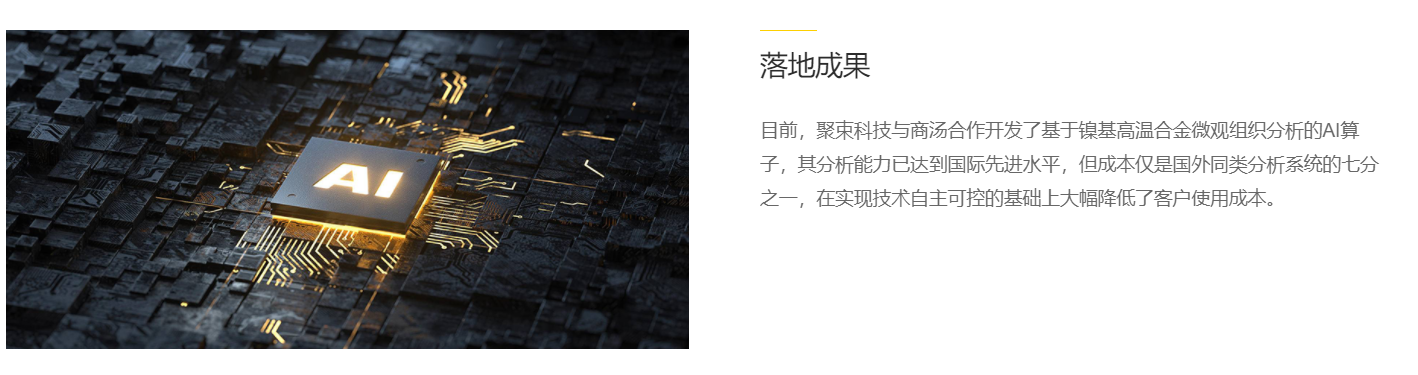 AI
落地成果
目前，聚束科技与商汤合作开发了基于镍基高温合金微观组织分析的AI算
子，其分析能力已达到国际先进水平，但成本仅是国外同类分析系统的七分
之一，在实现技术自主可控的基础上大幅降低了客户使用成本。